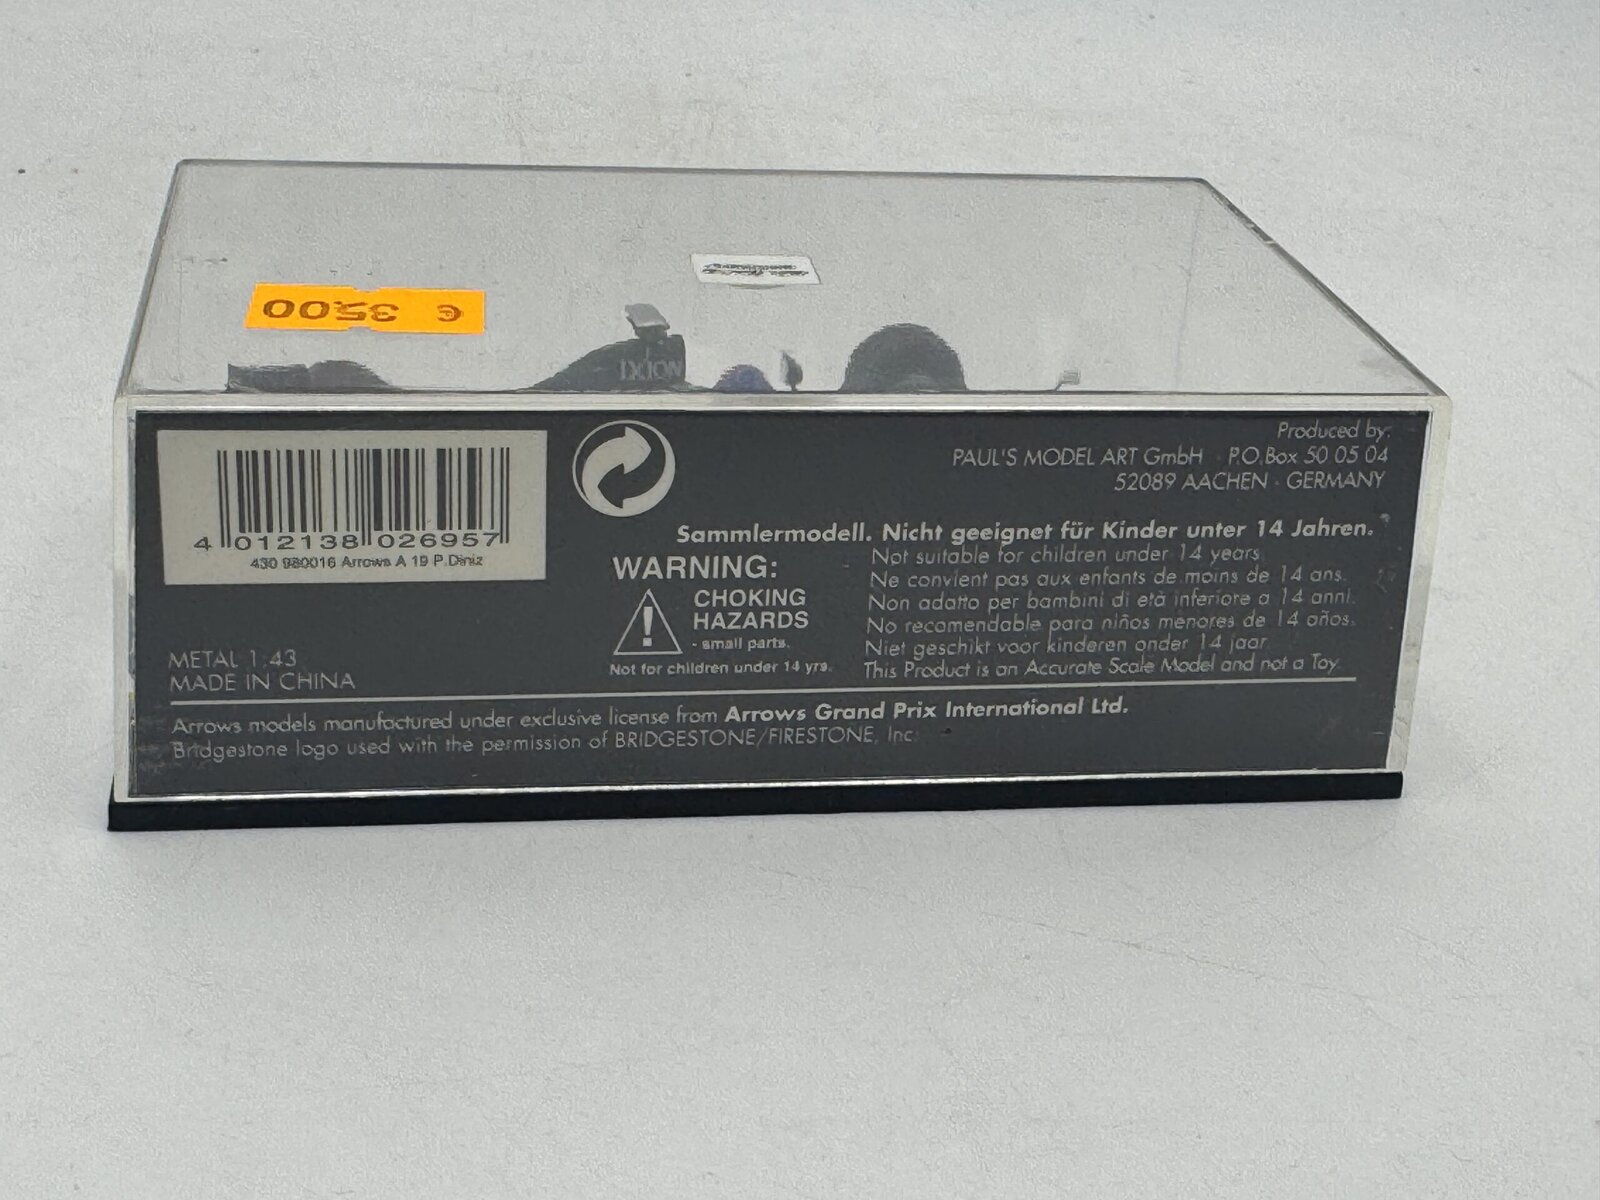 € 35.00
IXION
4 012138 026957
430 980016 Arrows A 19 P.Diniz
Produced by:
PAUL'S MODEL ART GmbH · P.O.Box 50 05 04
52089 AACHEN · GERMANY
Sammlermodell. Nicht geeignet für Kinder unter 14 Jahren.
Not suitable for children under 14 years.
Ne convient pas aux enfants de moins de 14 ans.
Non adatto per bambini di età inferiore a 14 anni.
No recomendable para niños menores de 14 años.
Niet geschikt voor kinderen onder 14 jaar.
This Product is an Accurate Scale Model and not a Toy.
WARNING:
CHOKING
HAZARDS
- small parts.
Not for children under 14 yrs.
METAL 1:43
MADE IN CHINA
Arrows models manufactured under exclusive license from Arrows Grand Prix International Ltd.
Bridgestone logo used with the permission of BRIDGESTONE/FIRESTONE, Inc.